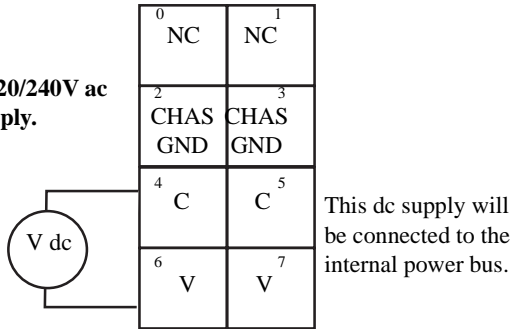 0 1
NC NC
20/240V ac
ply.
2 3
CHAS CHAS
GND GND
4 5
C C
V dc
6 7
V V
This dc supply will
be connected to the
internal power bus.